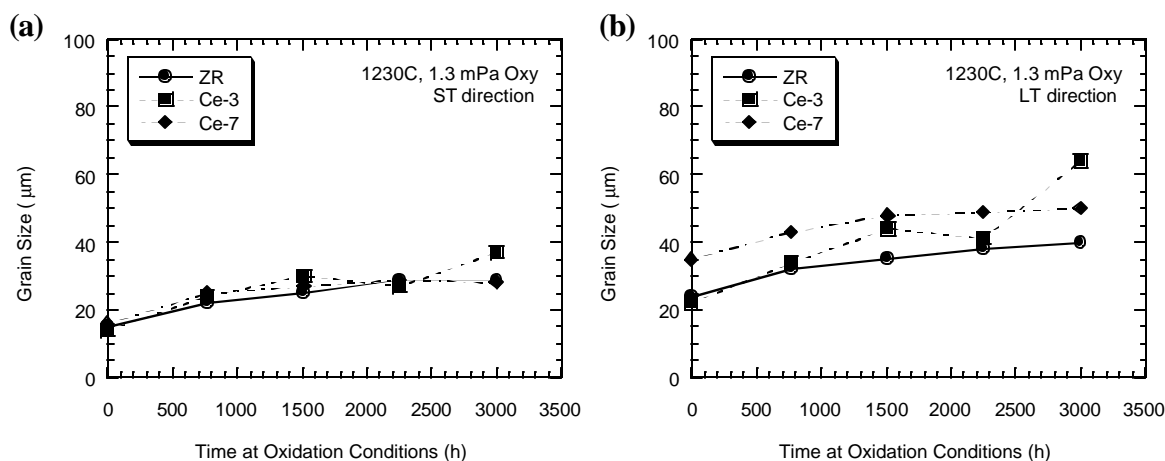 (a)
100
80
60
40
20
0
Grain Size ( μm)
ZR
Ce-3
Ce-7
1230C, 1.3 mPa Oxy
ST direction
0 500 1000 1500 2000 2500 3000 3500
Time at Oxidation Conditions (h)
(b)
100
80
60
40
20
0
Grain Size ( μm)
ZR
Ce-3
Ce-7
1230C, 1.3 mPa Oxy
LT direction
0 500 1000 1500 2000 2500 3000 3500
Time at Oxidation Conditions (h)